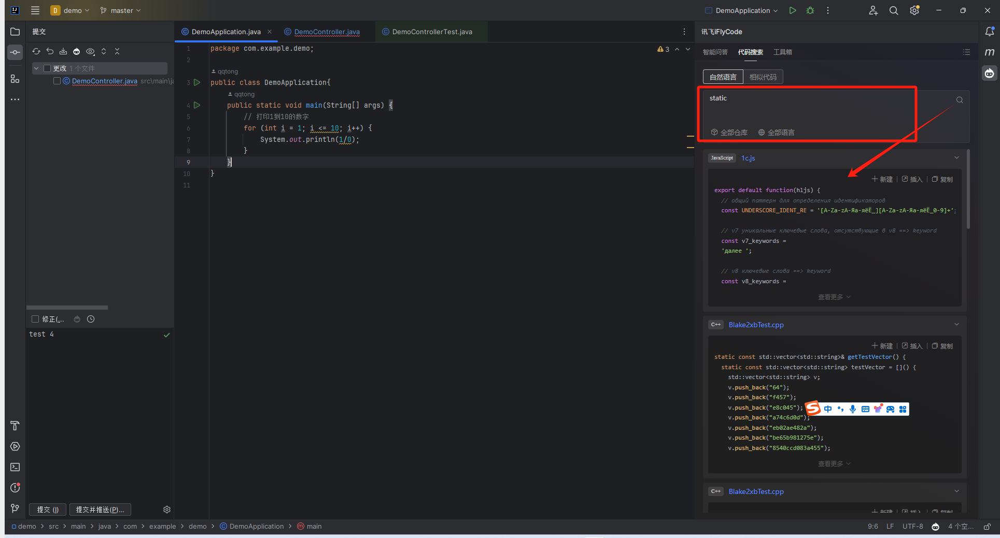 D demo master DemoApplication
提交
DemoApplication.java
DemoController.java
DemoControllerTest.java
讯飞iFlyCode
更改 1 个文件
DemoController.java src\main\ja
修正(...
test 4
提交 (I)
提交并推送(P)...
1 package com.example.demo;
2
qqtong
3 public class DemoApplication{
qqtong
4 public static void main(String[] args) {
5 // 打印1到10的数字
6 for (int i = 1; i <= 10; i++) {
7 System.out.println(1/0);
8 }
9 }
10 }
11
3
智能问答 代码搜索 工具箱
自然语言 相似代码
static
全部仓库 全部语言
JavaScript 1c.js
新建 插入 复制
export default function(hljs) {
// общий паттерн для определения идентификаторов
const UNDERSCORE_IDENT_RE = '[A-Za-zА-Яа-яёЁ_][A-Za-zА-Яа-яёЁ_0-9]+';
// v7 уникальные ключевые слова, отсутствующие в v8 ==> keyword
const v7_keywords =
'далее ';
// v8 ключевые слова ==> keyword
const v8_keywords =
查看更多
C++ Blake2xbTest.cpp
新建 插入 复制
static const std::vector<std::string>& getTestVector() {
static const std::vector<std::string> testVector = []() {
std::vector<std::string> v;
v.push_back("64");
v.push_back("f457");
v.push_back("e8c045");
v.push_back("a74c6d0d");
v.push_back("eb02ae482a");
v.push_back("be65b981275e");
v.push_back("8540ccd083a455");
查看更多
S 中
C++ Blake2xbTest.cpp
新建 插入 复制
demo > src > main > java > com > example > demo > DemoApplication > main
9:6 LF UTF-8 4 个空...